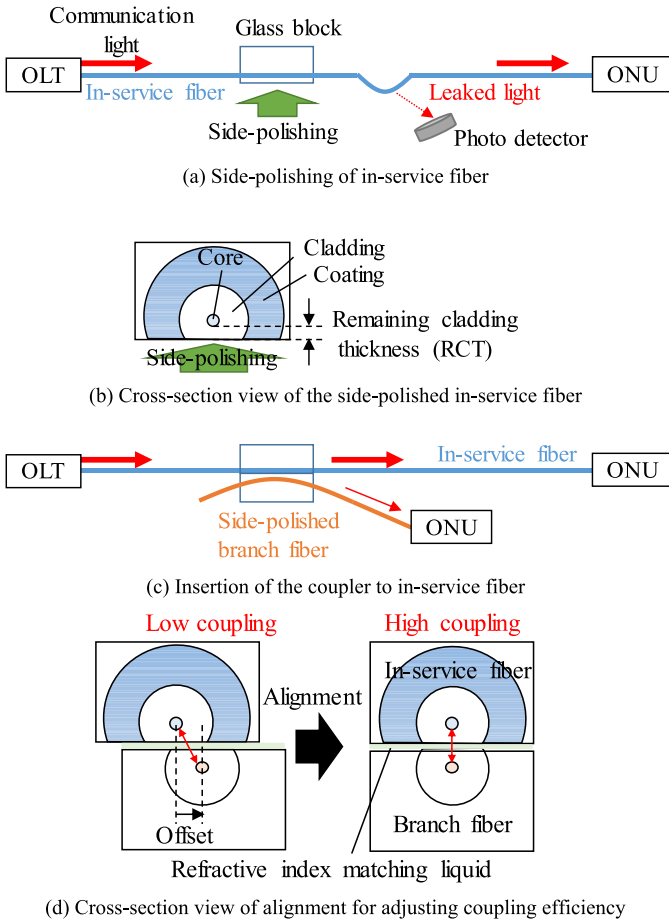 Communication
light
Glass block
OLT
ONU
In-service fiber
Leaked light
Side-polishing
Photo detector
(a) Side-polishing of in-service fiber
Core
Cladding
Coating
Remaining cladding
thickness (RCT)
Side-polishing
(b) Cross-section view of the side-polished in-service fiber
In-service fiber
OLT
ONU
Side-polished
branch fiber
ONU
(c) Insertion of the coupler to in-service fiber
Low coupling
High coupling
In-service fiber
Alignment
Offset
Branch fiber
Refractive index matching liquid
(d) Cross-section view of alignment for adjusting coupling efficiency